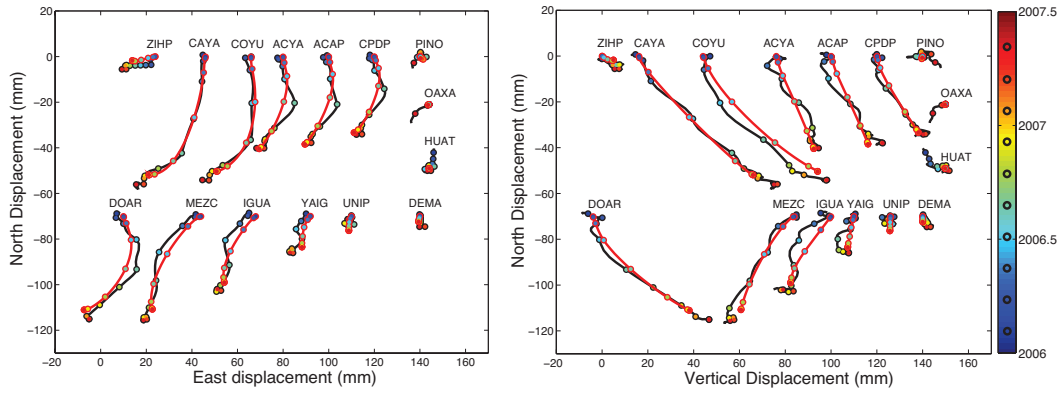 20
0
−20
−40
−60
−80
−100
−120
North Displacement (mm)
ZIHP CAYA COYU ACYA ACAP CPDP PINO
OAXA
HUAT
DOAR MEZC IGUA YAIG UNIP DEMA
−20 0 20 40 60 80 100 120 140 160
East displacement (mm)
20
0
−20
−40
−60
−80
−100
−120
North Displacement (mm)
ZIHP CAYA COYU ACYA ACAP CPDP PINO
OAXA
HUAT
DOAR MEZC IGUA YAIG UNIP DEMA
−20 0 20 40 60 80 100 120 140 160
Vertical Displacement (mm)
2007.5
2007
2006.5
2006